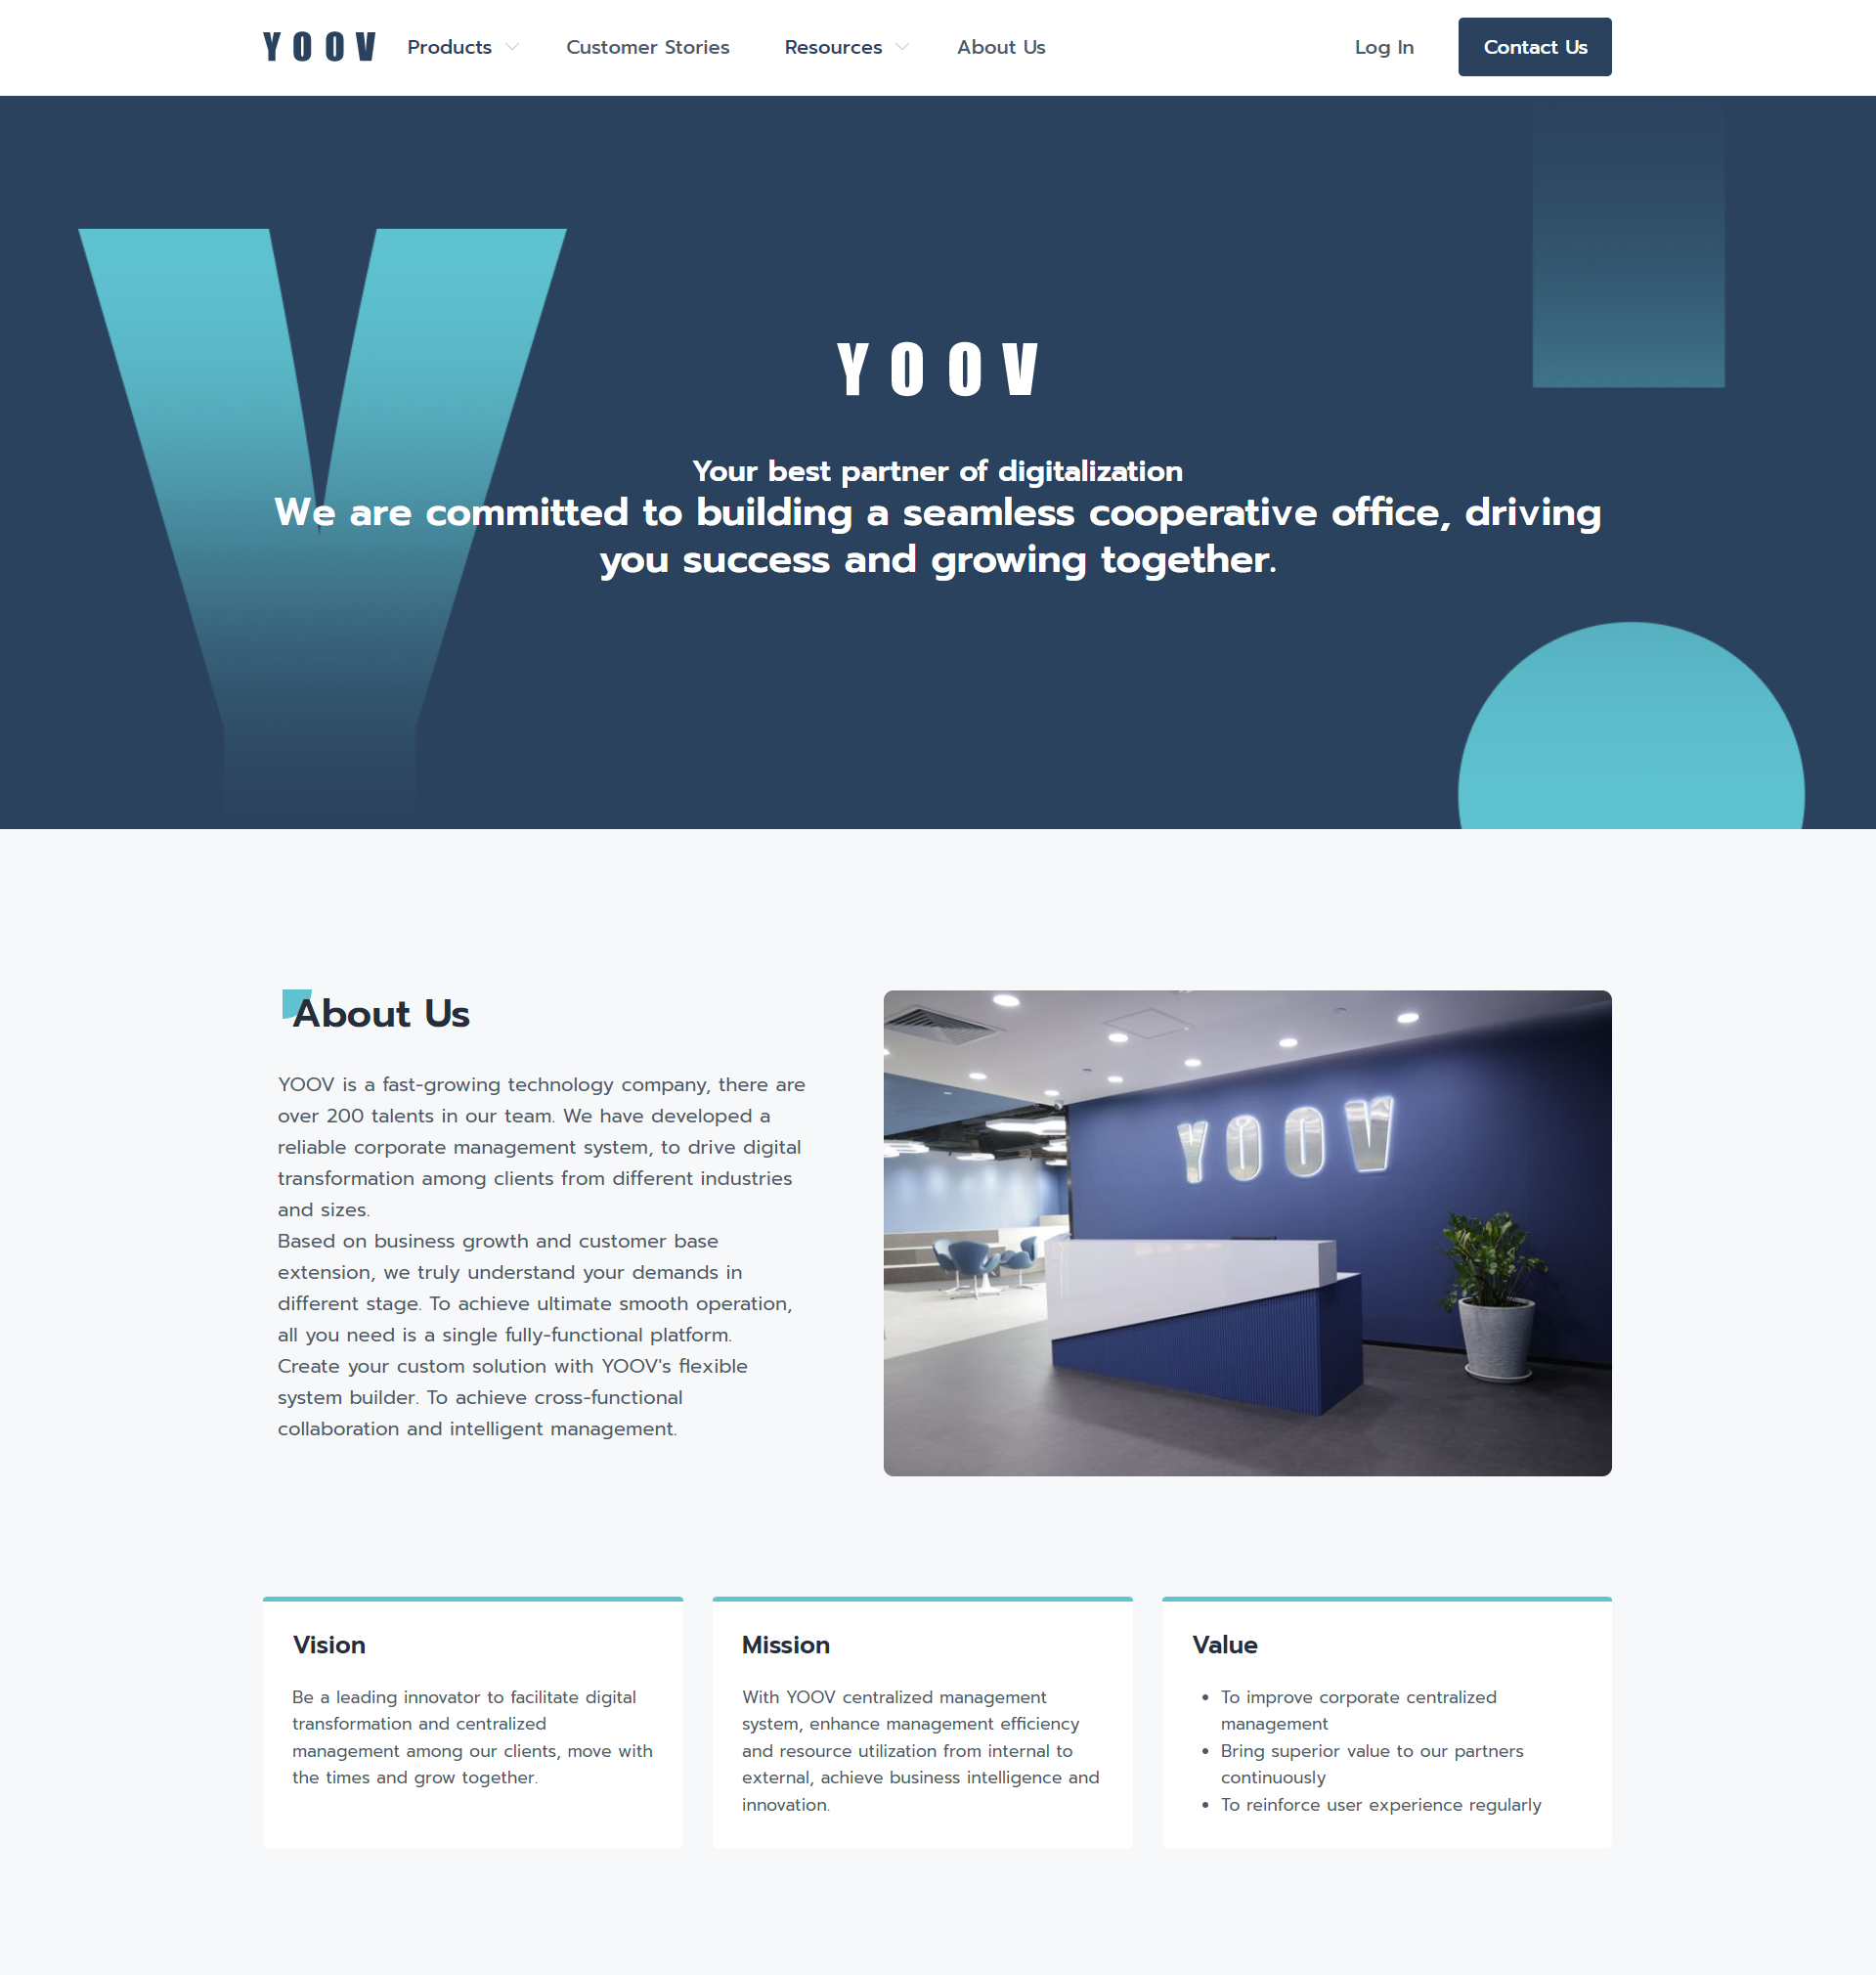 YOOV Products Customer Stories Resources About Us Log In Contact Us
YOOV
Your best partner of digitalization
We are committed to building a seamless cooperative office, driving
you success and growing together.
About Us
YOOV is a fast-growing technology company, there are
over 200 talents in our team. We have developed a
reliable corporate management system, to drive digital
transformation among clients from different industries
and sizes.
Based on business growth and customer base
extension, we truly understand your demands in
different stage. To achieve ultimate smooth operation,
all you need is a single fully-functional platform.
Create your custom solution with YOOV's flexible
system builder. To achieve cross-functional
collaboration and intelligent management.
YOOV
Vision
Be a leading innovator to facilitate digital
transformation and centralized
management among our clients, move with
the times and grow together.
Mission
With YOOV centralized management
system, enhance management efficiency
and resource utilization from internal to
external, achieve business intelligence and
innovation.
Value
• To improve corporate centralized
management
• Bring superior value to our partners
continuously
• To reinforce user experience regularly